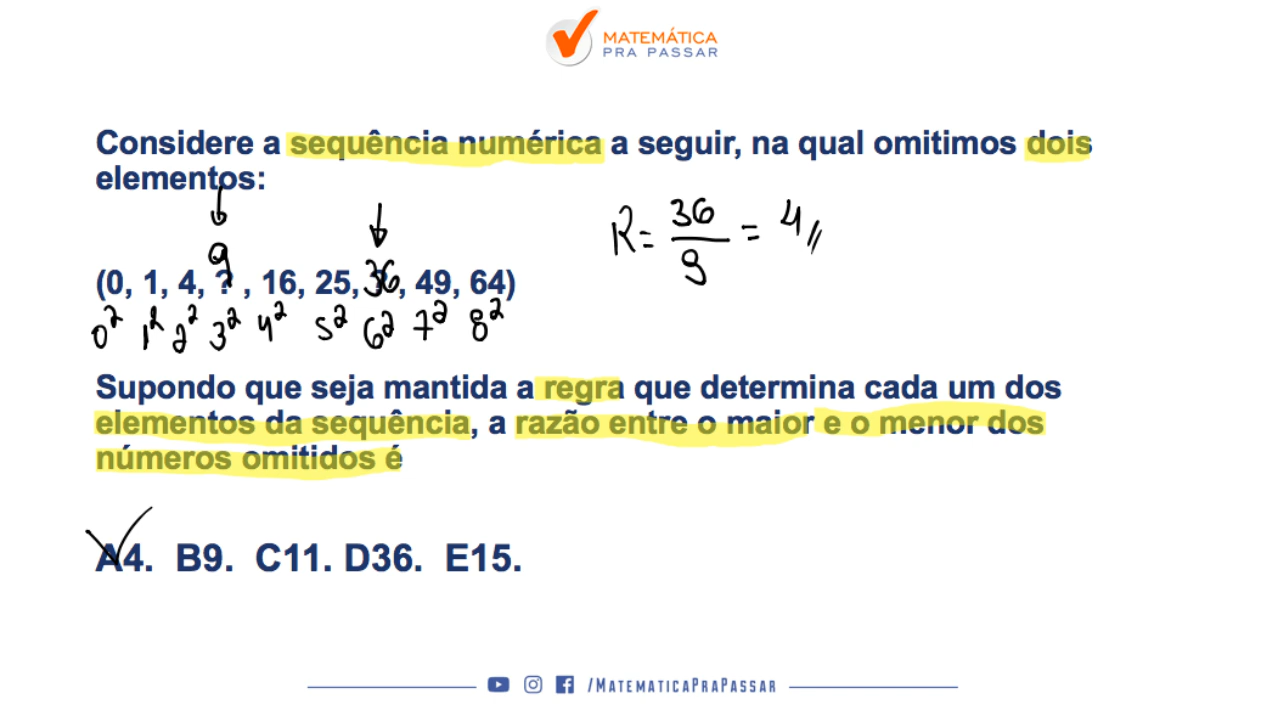 MATEMÁTICA
PRA PASSAR
Considere a sequência numérica a seguir, na qual omitimos dois
elementos:
R = 36/9 = 4
9
(0, 1, 4, ? , 16, 25, 36, 49, 64)
0² 1² 2² 3² 4² 5² 6² 7² 8²
Supondo que seja mantida a regra que determina cada um dos
elementos da sequência, a razão entre o maior e o menor dos
números omitidos é
A4. B9. C11. D36. E15.
/MATEMATICAPRAPASSAR